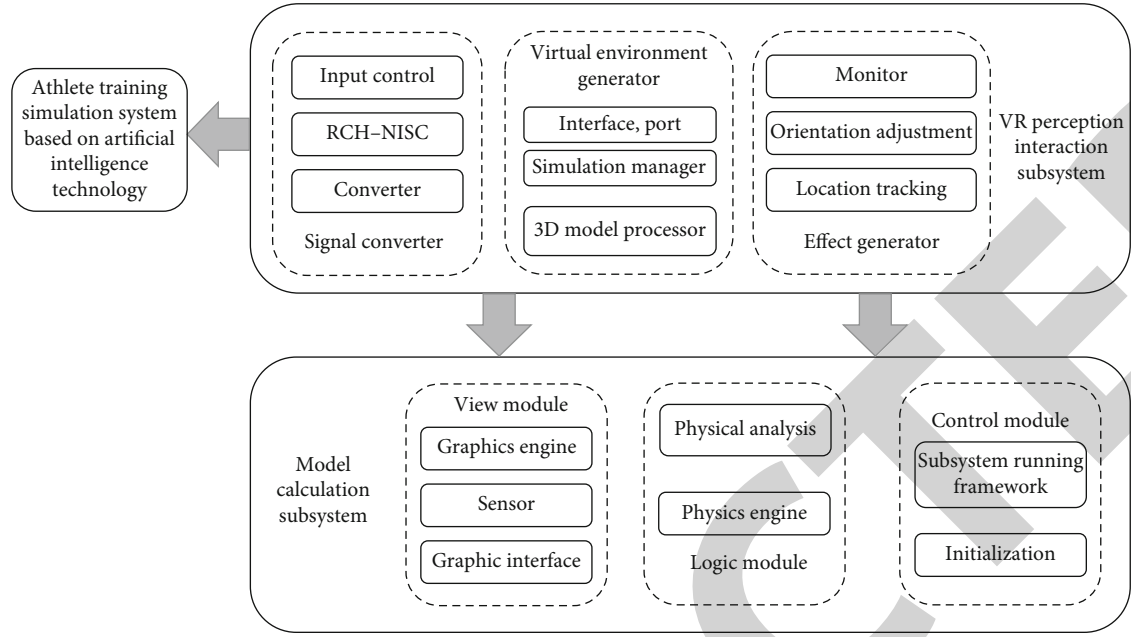 Athlete training
simulation system
based on artificial
intelligence
technology
Input control
RCH–NISC
Converter
Signal converter
Virtual environment
generator
Interface, port
Simulation manager
3D model processor
Monitor
Orientation adjustment
Location tracking
Effect generator
VR perception
interaction
subsystem
Model
calculation
subsystem
View module
Graphics engine
Sensor
Graphic interface
Physical analysis
Physics engine
Logic module
Control module
Subsystem running
framework
Initialization
CTE